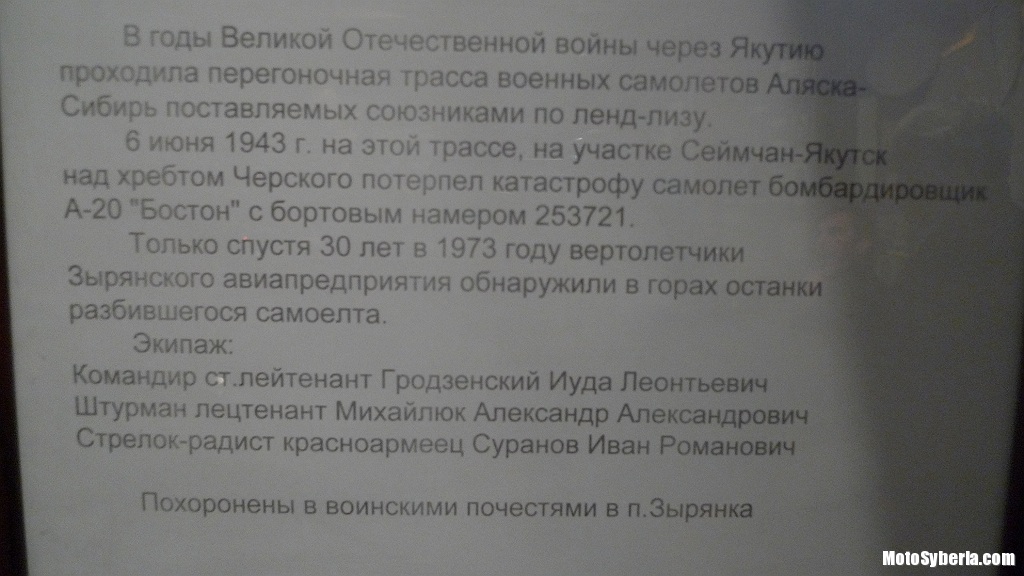 В годы Великой Отечественной войны через Якутию
проходила перегоночная трасса военных самолетов Аляска-
Сибирь поставляемых союзниками по ленд-лизу.
6 июня 1943 г. на этой трассе, на участке Сеймчан-Якутск
над хребтом Черского потерпел катастрофу самолет бомбардировщик
А-20 "Бостон" с бортовым намером 253721.
Только спустя 30 лет в 1973 году вертолетчики
Зырянского авиапредприятия обнаружили в горах останки
разбившегося самоелта.
Экипаж:
Командир ст.лейтенант Гродзенский Иуда Леонтьевич
Штурман лецтенант Михайлюк Александр Александрович
Стрелок-радист красноармеец Суранов Иван Романович
Похоронены в воинскими почестями в п.Зырянка
MotoSyberia.com